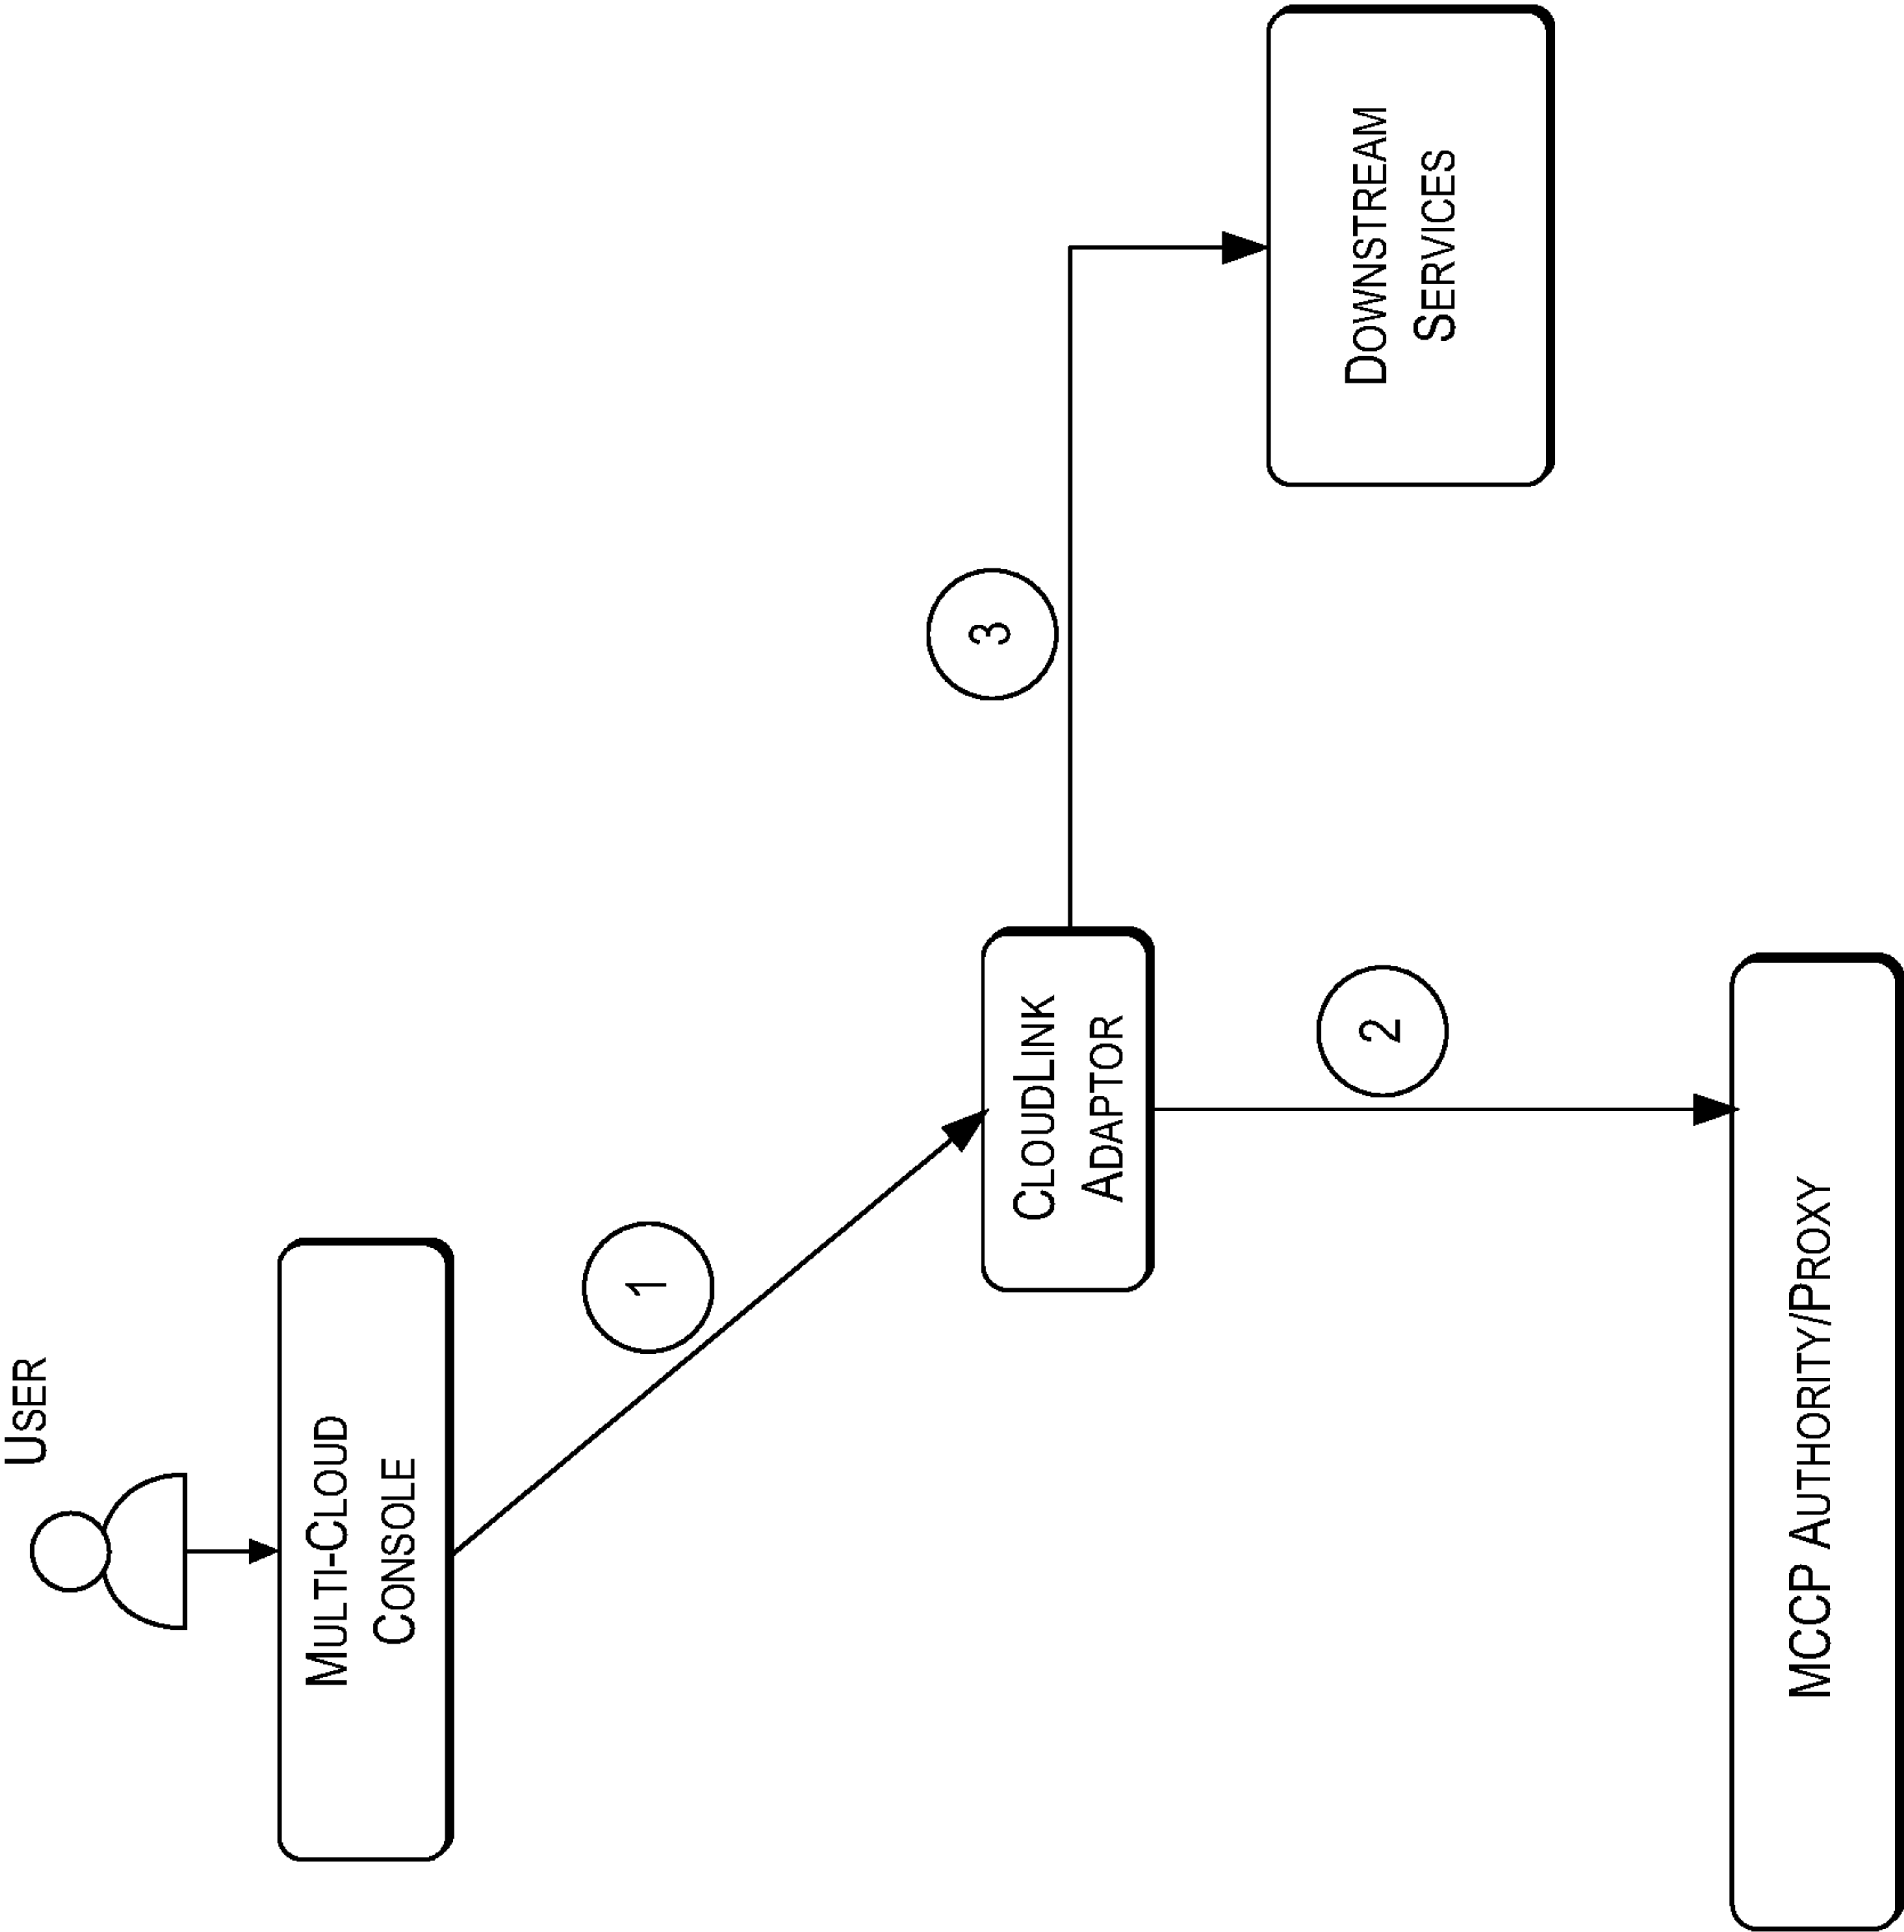 USER
MULTI-CLOUD
CONSOLE
1
CLOUDLINK
ADAPTOR
2
3
DOWNSTREAM
SERVICES
MCCP AUTHORITY/PROXY